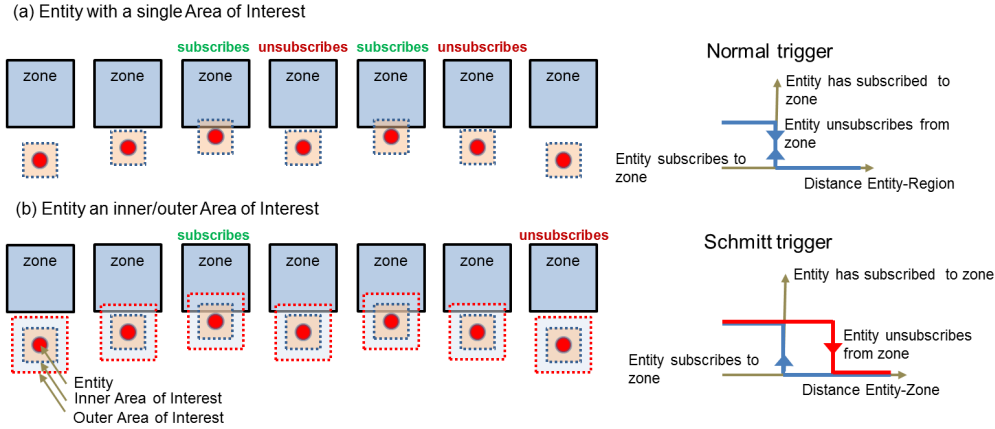 (a) Entity with a single Area of Interest
subscribes unsubscribes subscribes unsubscribes
zone zone zone zone zone zone zone
Normal trigger
Entity has subscribed to
zone
Entity unsubscribes from
zone
Entity subscribes to
zone
Distance Entity-Region
(b) Entity an inner/outer Area of Interest
subscribes unsubscribes
zone zone zone zone zone zone zone
Entity
Inner Area of Interest
Outer Area of Interest
Schmitt trigger
Entity has subscribed to zone
Entity unsubscribes
from zone
Entity subscribes to
zone
Distance Entity-Zone